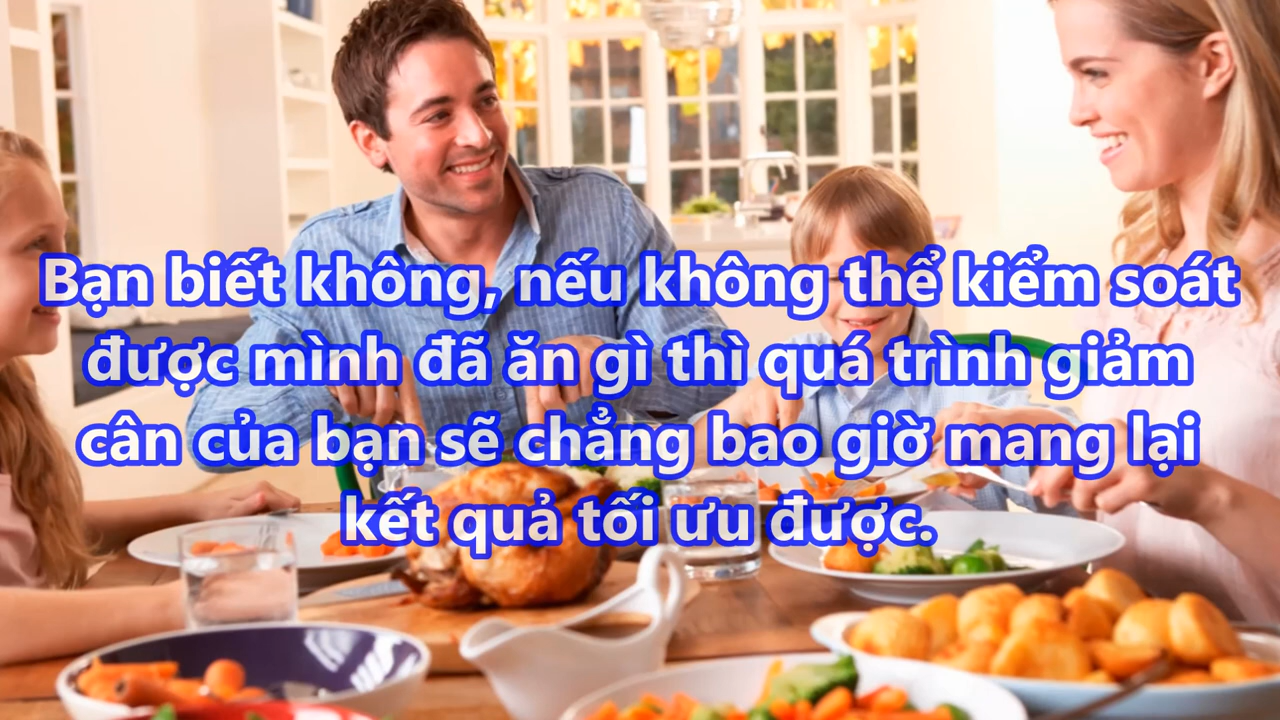 Bạn biết không, nếu không thể kiểm soát
được mình đã ăn gì thì quá trình giảm
cân của bạn sẽ chẳng bao giờ mang lại
kết quả tối ưu được.